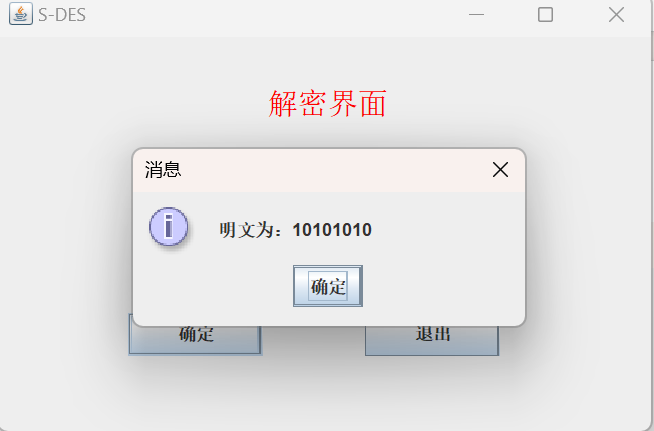 S-DES
解密界面
消息
明文为：10101010
确定
确定
退出